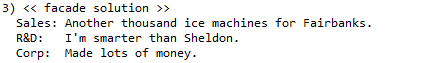 3) << facade solution >>
Sales: Another thousand ice machines for Fairbanks.
R&D: I'm smarter than Sheldon.
Corp: Made lots of money.